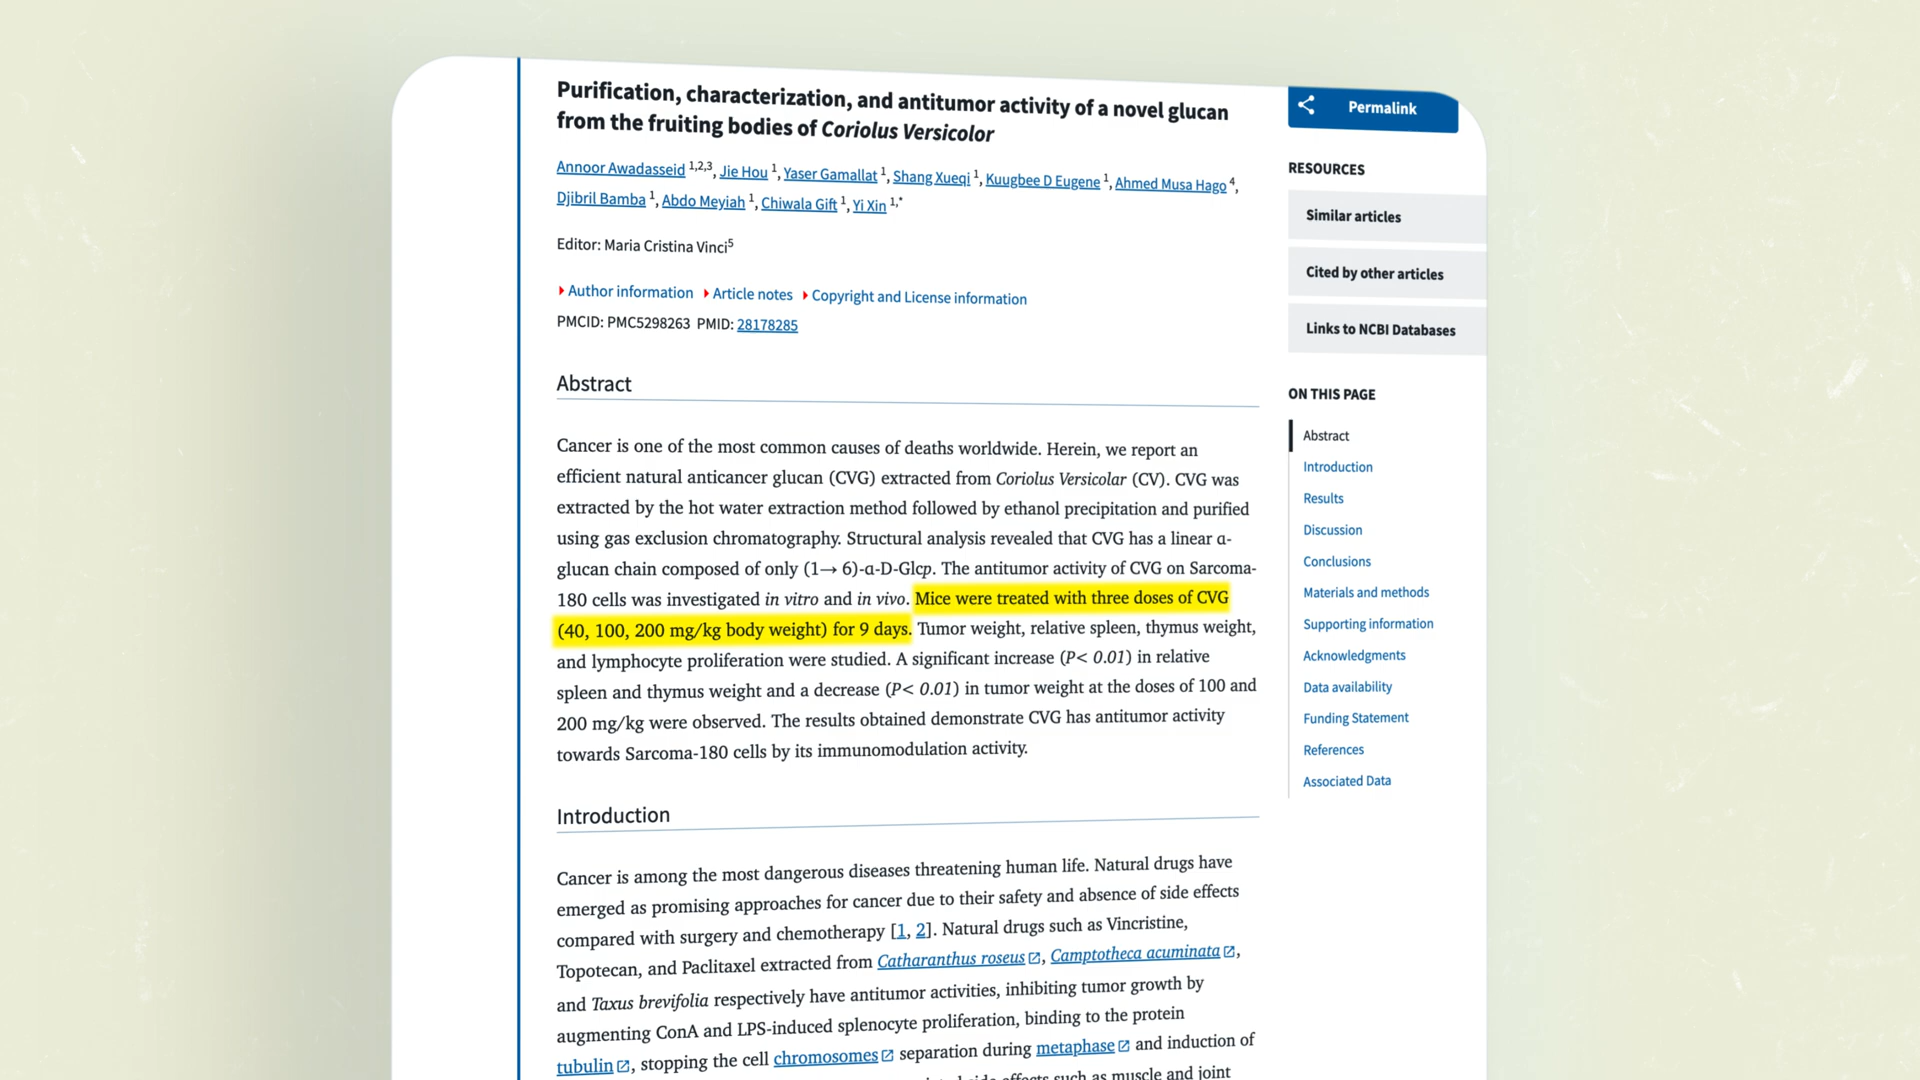 Purification, characterization, and antitumor activity of a novel glucan
from the fruiting bodies of Coriolus Versicolor
Annoor Awadasseid 1,2,3, Jie Hou 1, Yaser Gamallat 1, Shang Xueqi 1, Kuugbee D Eugene 1, Ahmed Musa Hago 4,
Djibril Bamba 1, Abdo Meyiah 1, Chiwala Gift 1, Yi Xin 1,*
Editor: Maria Cristina Vinci5
Author information Article notes Copyright and License information
PMCID: PMC5298263 PMID: 28178285
Abstract
Cancer is one of the most common causes of deaths worldwide. Herein, we report an
efficient natural anticancer glucan (CVG) extracted from Coriolus Versicolar (CV). CVG was
extracted by the hot water extraction method followed by ethanol precipitation and purified
using gas exclusion chromatography. Structural analysis revealed that CVG has a linear α-
glucan chain composed of only (1→ 6)-α-D-Glcp. The antitumor activity of CVG on Sarcoma-
180 cells was investigated in vitro and in vivo. Mice were treated with three doses of CVG
(40, 100, 200 mg/kg body weight) for 9 days. Tumor weight, relative spleen, thymus weight,
and lymphocyte proliferation were studied. A significant increase (P< 0.01) in relative
spleen and thymus weight and a decrease (P< 0.01) in tumor weight at the doses of 100 and
200 mg/kg were observed. The results obtained demonstrate CVG has antitumor activity
towards Sarcoma-180 cells by its immunomodulation activity.
Introduction
Cancer is among the most dangerous diseases threatening human life. Natural drugs have
emerged as promising approaches for cancer due to their safety and absence of side effects
compared with surgery and chemotherapy [1, 2]. Natural drugs such as Vincristine,
Topotecan, and Paclitaxel extracted from Catharanthus roseus, Camptotheca acuminata,
and Taxus brevifolia respectively have antitumor activities, inhibiting tumor growth by
augmenting ConA and LPS-induced splenocyte proliferation, binding to the protein
tubulin, stopping the cell chromosomes separation during metaphase and induction of
effects such as muscle and joint
Permalink
RESOURCES
Similar articles
Cited by other articles
Links to NCBI Databases
ON THIS PAGE
Abstract
Introduction
Results
Discussion
Conclusions
Materials and methods
Supporting information
Acknowledgments
Data availability
Funding Statement
References
Associated Data